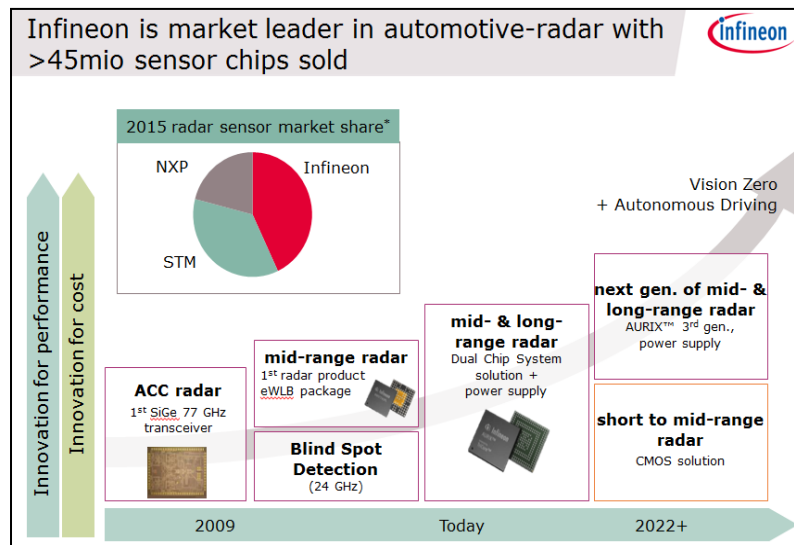 Infineon is market leader in automotive-radar with
>45mio sensor chips sold
infineon
2015 radar sensor market share*
NXP
Infineon
STM
Vision Zero
+ Autonomous Driving
Innovation for performance
Innovation for cost
ACC radar
1st SiGe 77 GHz
transceiver
mid-range radar
1st radar product
eWLB package
Blind Spot
Detection
(24 GHz)
mid- & long-
range radar
Dual Chip System
solution +
power supply
infineon
next gen. of mid- &
long-range radar
AURIX™ 3rd gen.,
power supply
short to mid-range
radar
CMOS solution
2009
Today
2022+